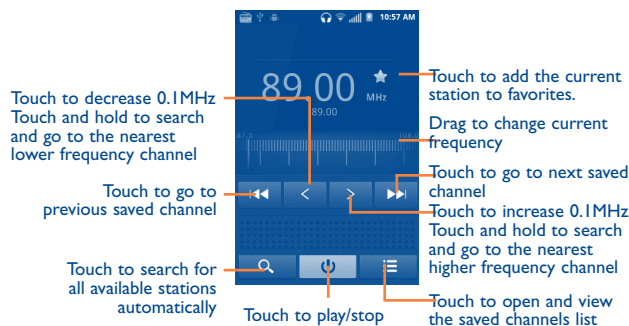 10:57 AM
89.00
MHz
89.00
87.5
108.0
Touch to decrease 0.1MHz
Touch and hold to search
and go to the nearest
lower frequency channel
Touch to go to
previous saved channel
Touch to search for
all available stations
automatically
Touch to play/stop
Touch to add the current
station to favorites.
Drag to change current
frequency
Touch to go to next saved
channel
Touch to increase 0.1MHz
Touch and hold to search
and go to the nearest
higher frequency channel
Touch to open and view
the saved channels list